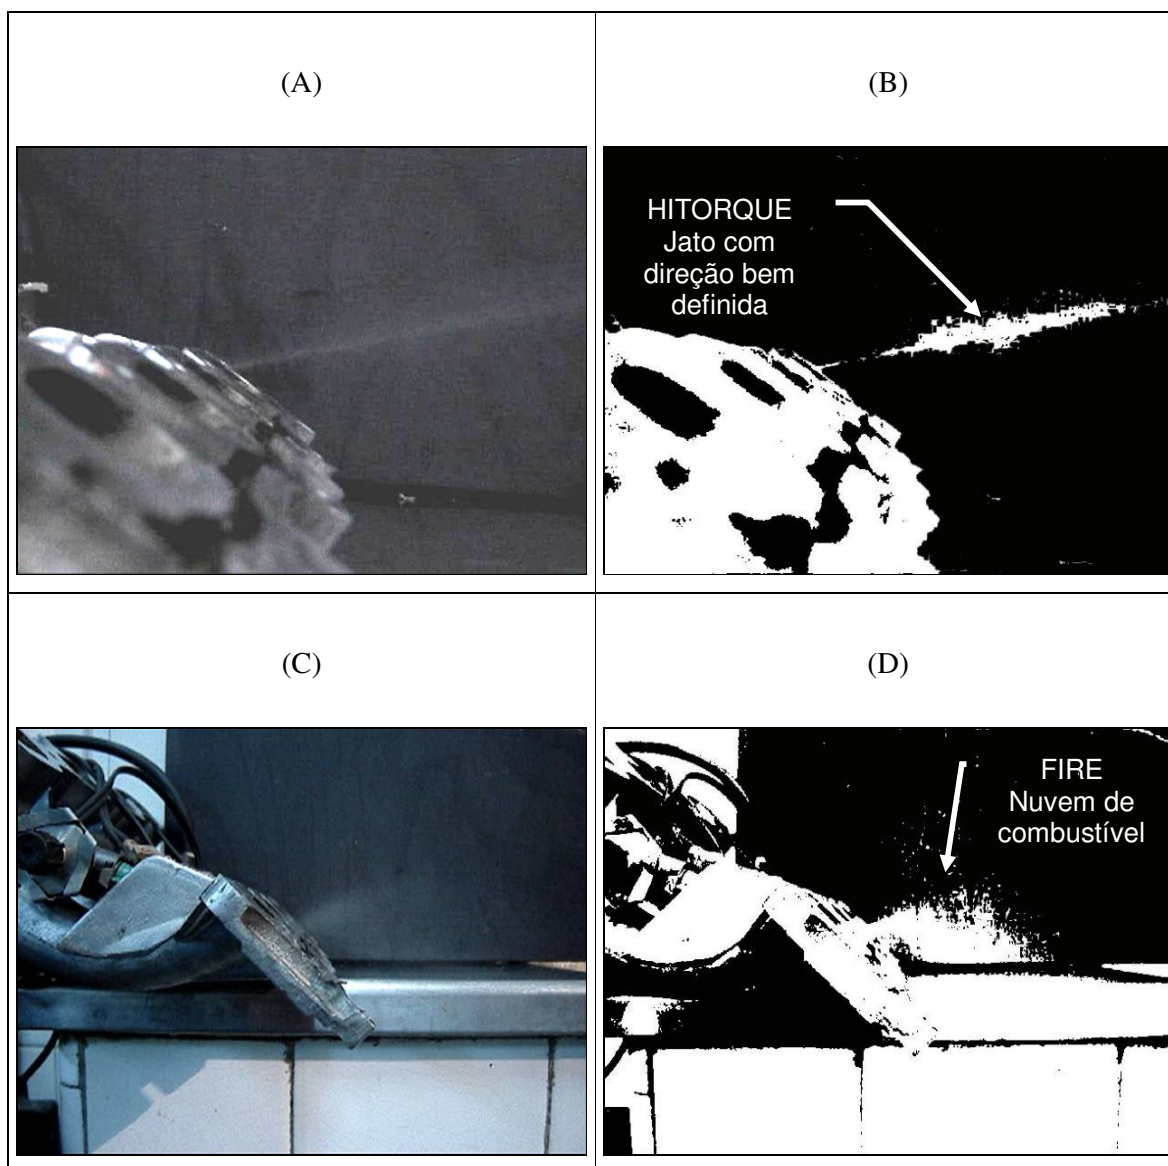 (A)
(B)
HITORQUE
Jato com
direção bem
definida
(C)
(D)
FIRE
Nuvem de
combustível